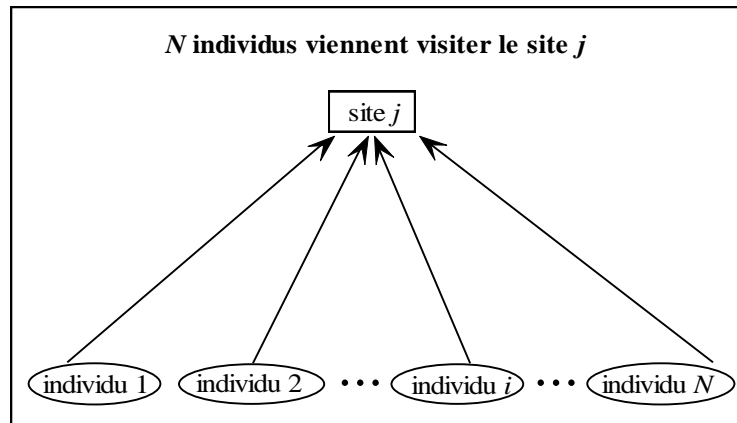 N individus viennent visiter le site j
site j
individu 1 individu 2 ••• individu i ••• individu N